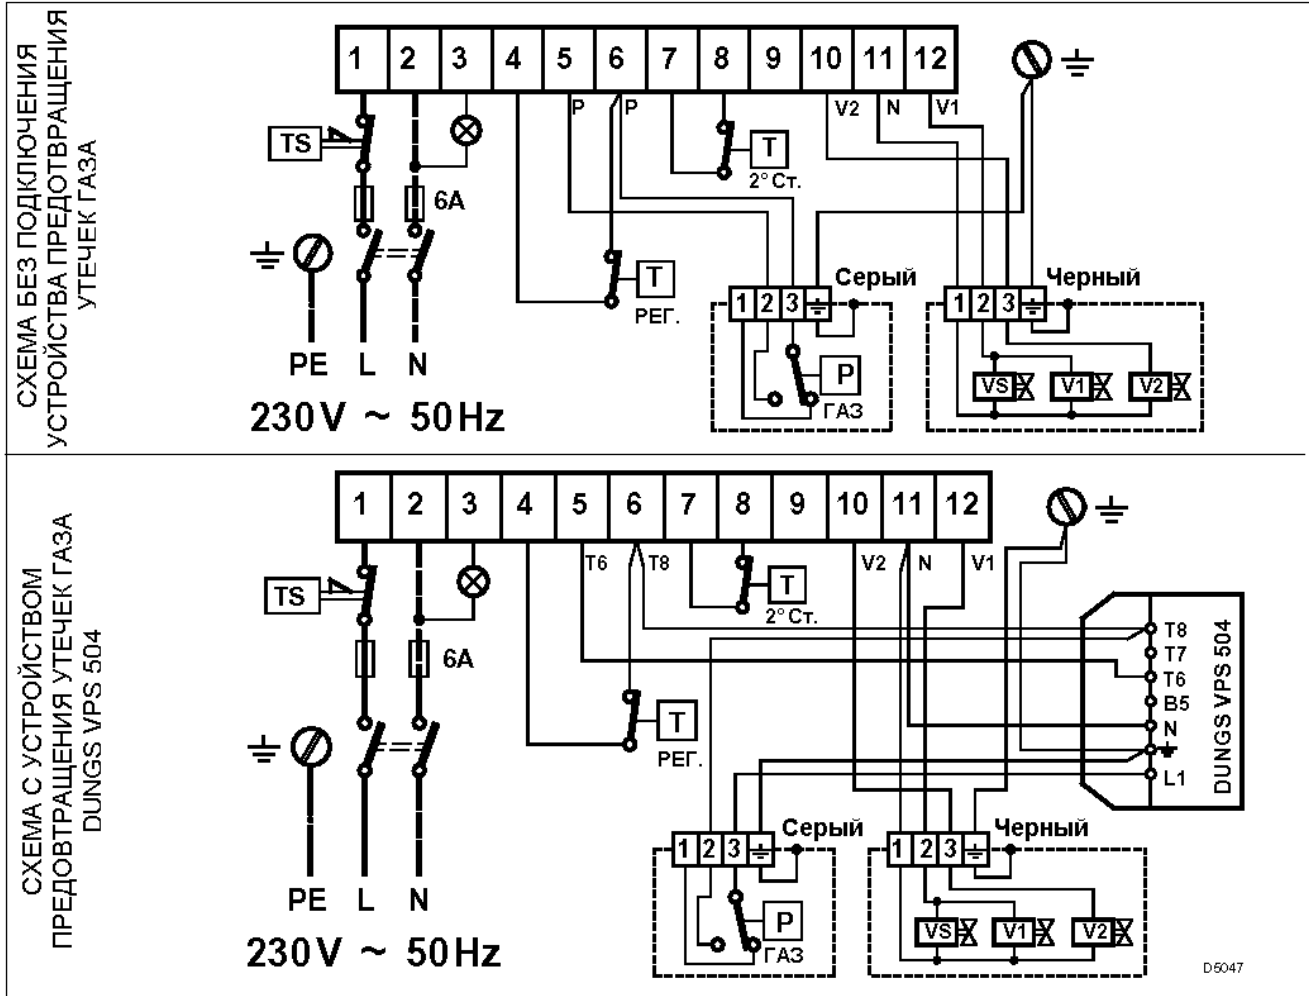 СХЕМА БЕЗ ПОДКЛЮЧЕНИЯ
УСТРОЙСТВА ПРЕДОТВРАЩЕНИЯ
УТЕЧЕК ГАЗА
1 2 3 4 5 6 7 8 9 10 11 12
P P V2 N V1
TS
T
2° Ст.
6A
T
РЕГ.
Серый
Черный
1 2 3
1 2 3
P
ГАЗ
VS V1 V2
PE L N
230V ~ 50Hz
СХЕМА С УСТРОЙСТВОМ
ПРЕДОВТРАЩЕНИЯ УТЕЧЕК ГАЗА
DUNGS VPS 504
1 2 3 4 5 6 7 8 9 10 11 12
T6 T8 V2 N V1
TS
T
2° Ст.
6A
T
РЕГ.
T8
T7
T6
B5
N
L1
DUNGS VPS 504
Серый
Черный
1 2 3
1 2 3
P
ГАЗ
VS V1 V2
PE L N
230V ~ 50Hz
D5047